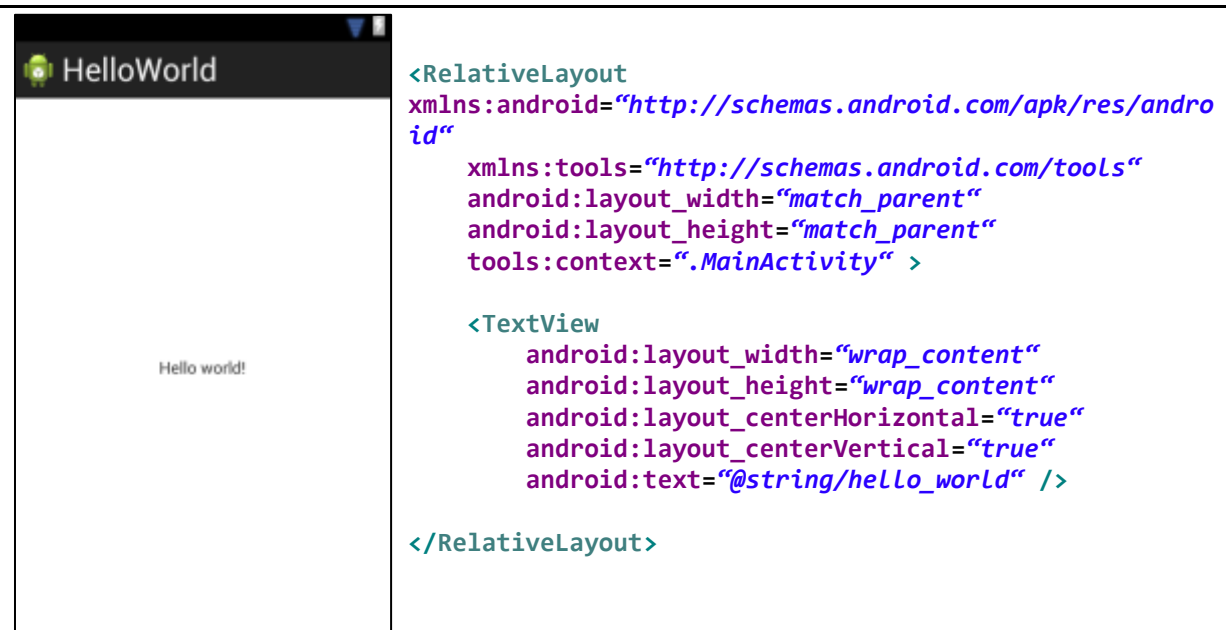 HelloWorld
Hello world!
<RelativeLayout
xmlns:android=“http://schemas.android.com/apk/res/andro
id“
xmlns:tools=“http://schemas.android.com/tools“
android:layout_width=“match_parent“
android:layout_height=“match_parent“
tools:context=“.MainActivity“ >
<TextView
android:layout_width=“wrap_content“
android:layout_height=“wrap_content“
android:layout_centerHorizontal=“true“
android:layout_centerVertical=“true“
android:text=“@string/hello_world“ />
</RelativeLayout>